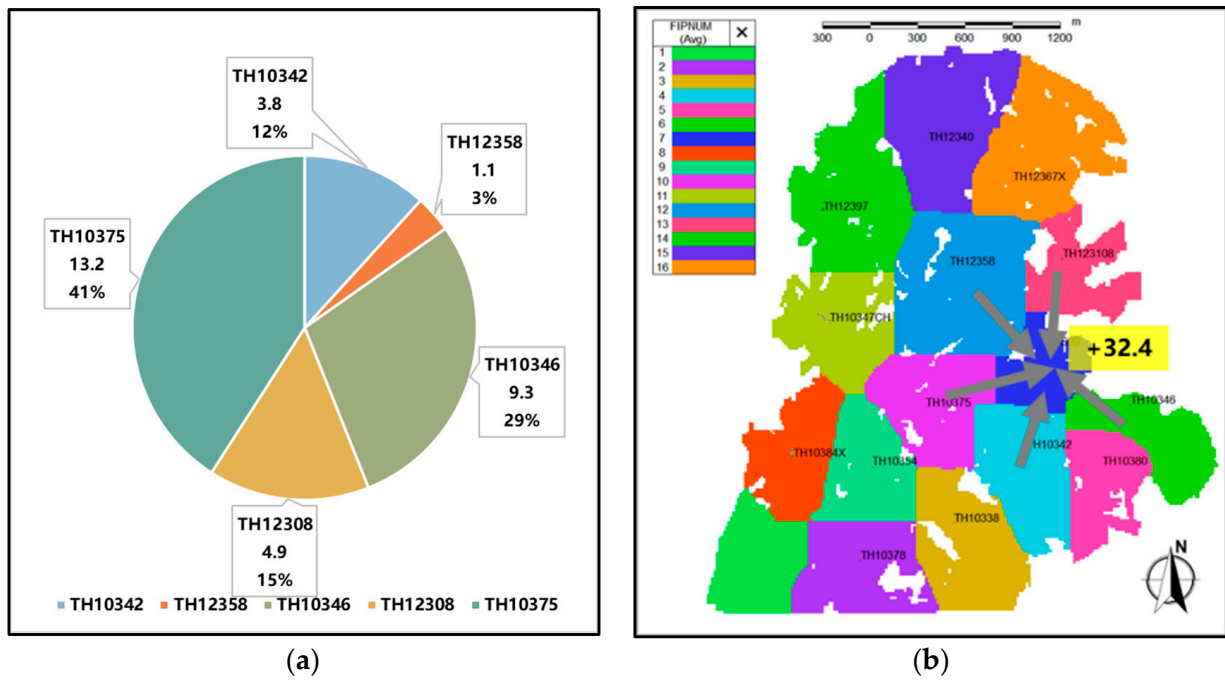 TH10342
3.8
12%
TH12358
1.1
3%
TH10375
13.2
41%
TH10346
9.3
29%
TH12308
4.9
15%
TH10342
TH12358
TH10346
TH12308
TH10375
(a)
FIPNUM
(Avg)
X
1
2
3
4
5
6
7
8
9
10
11
12
13
14
15
16
300 0 300 600 900 1200 m
TH12340
TH12367X
TH12397
TH12358
TH123108
TH10347CH
+32.4
TH10375
TH10346
TH10384X
TH10354
H10342
TH10380
TH10338
TH10378
N
(b)